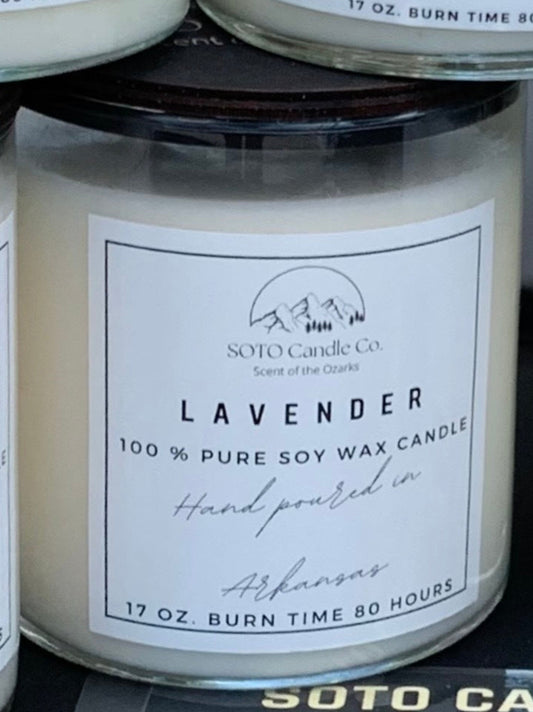 17 OZ. BURN TIME 80
SOTO Candle Co.
Scent of the Ozarks
LAVENDER
100 % PURE SOY WAX CANDLE
Hand poured in
Arkansas
17 OZ. BURN TIME 80 HOURS
SOTO CA